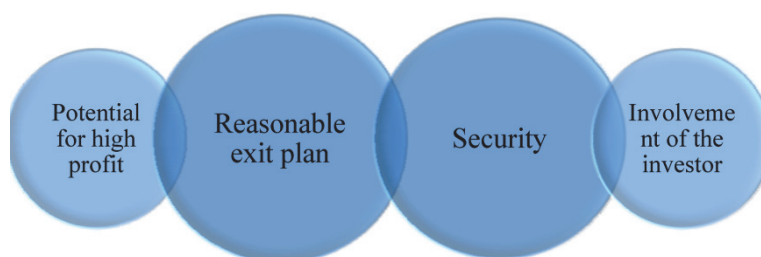 Potential
for high
profit
Reasonable
exit plan
Security
Involveme
nt of the
investor